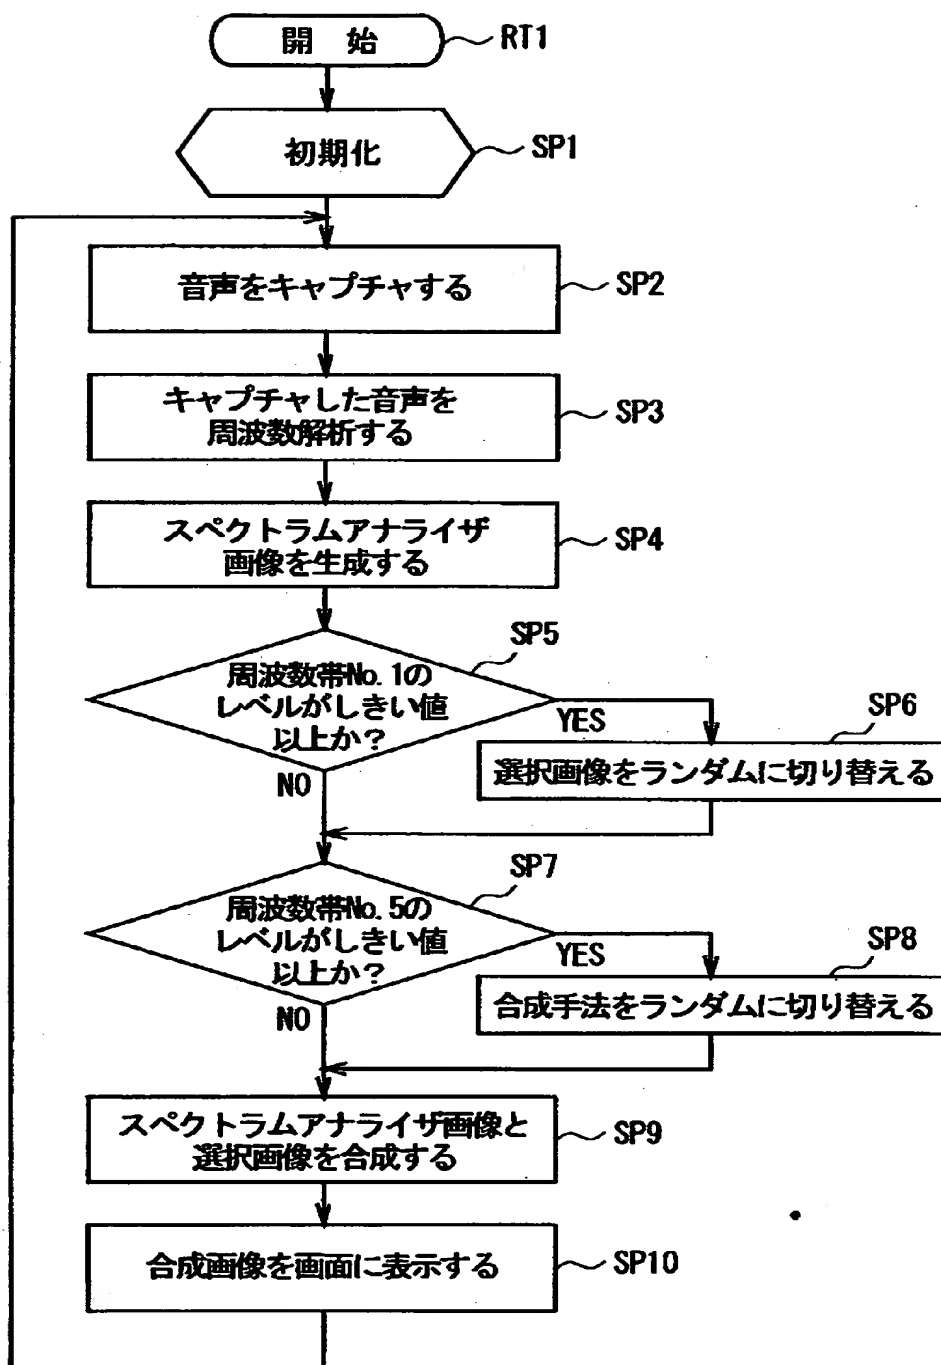 開 始
RT1
初期化
SP1
音声をキャプチャする
SP2
キャプチャした音声を
周波数解析する
SP3
スペクトラムアナライザ
画像を生成する
SP4
SP5
周波数帯No.1の
レベルがしきい値
以上か?
YES
NO
SP6
選択画像をランダムに切り替える
SP7
周波数帯No.5の
レベルがしきい値
以上か?
YES
NO
SP8
合成手法をランダムに切り替える
スペクトラムアナライザ画像と
選択画像を合成する
SP9
合成画像を画面に表示する
SP10